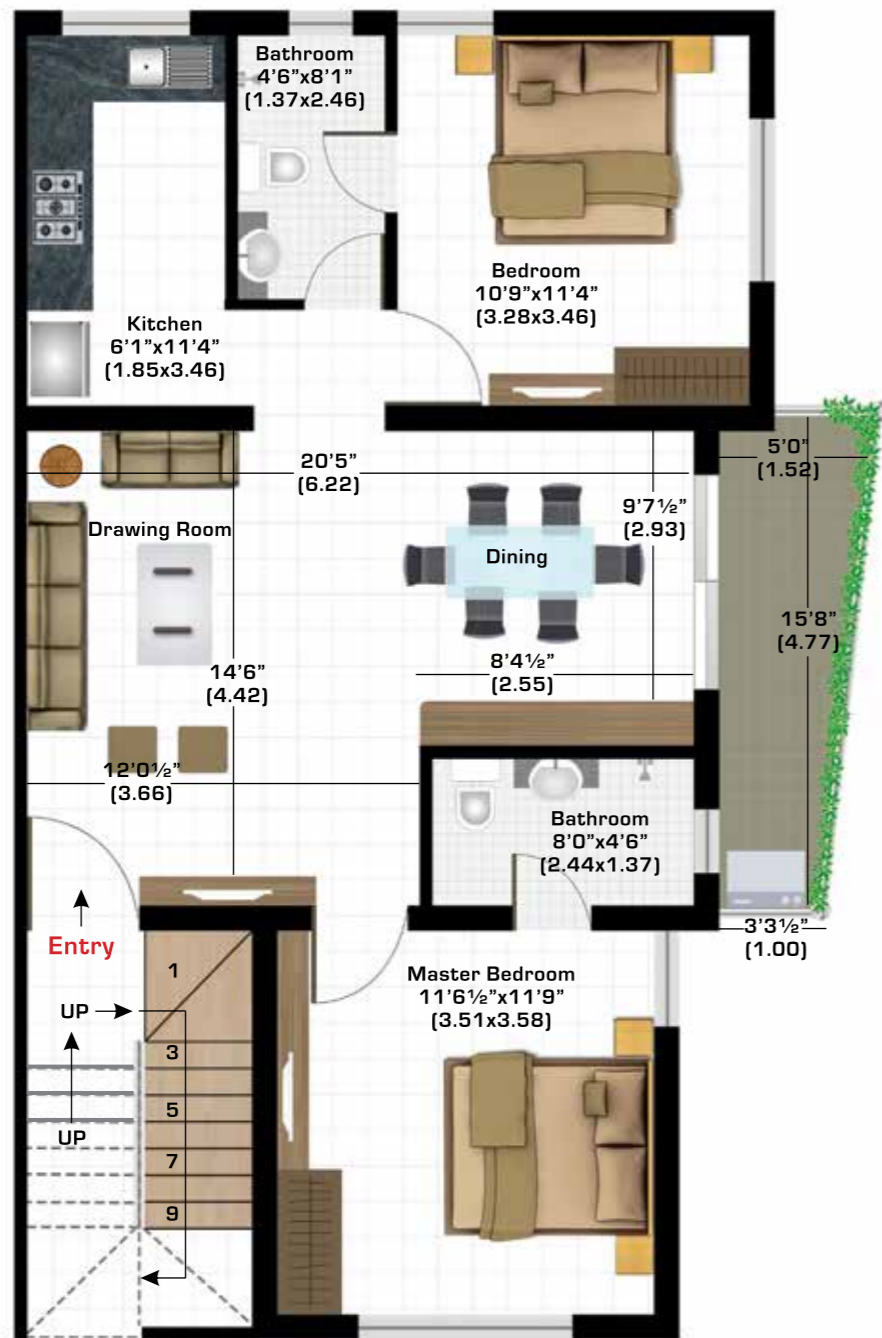 Bathroom
4’6”x8’1”
(1.37x2.46)
Bedroom
10’9”x11’4”
(3.28x3.46)
Kitchen
6’1”x11’4”
(1.85x3.46)
20’5”
(6.22)
5’0”
(1.52)
9’7½”
(2.93)
Drawing Room
Dining
15’8”
(4.77)
14’6”
(4.42)
8’4½”
(2.55)
12’0½”
(3.66)
Bathroom
8’0”x4’6”
(2.44x1.37)
3’3½”
(1.00)
Entry
Master Bedroom
11’6½”x11’9”
(3.51x3.58)
1
UP
3
5
UP
7
9